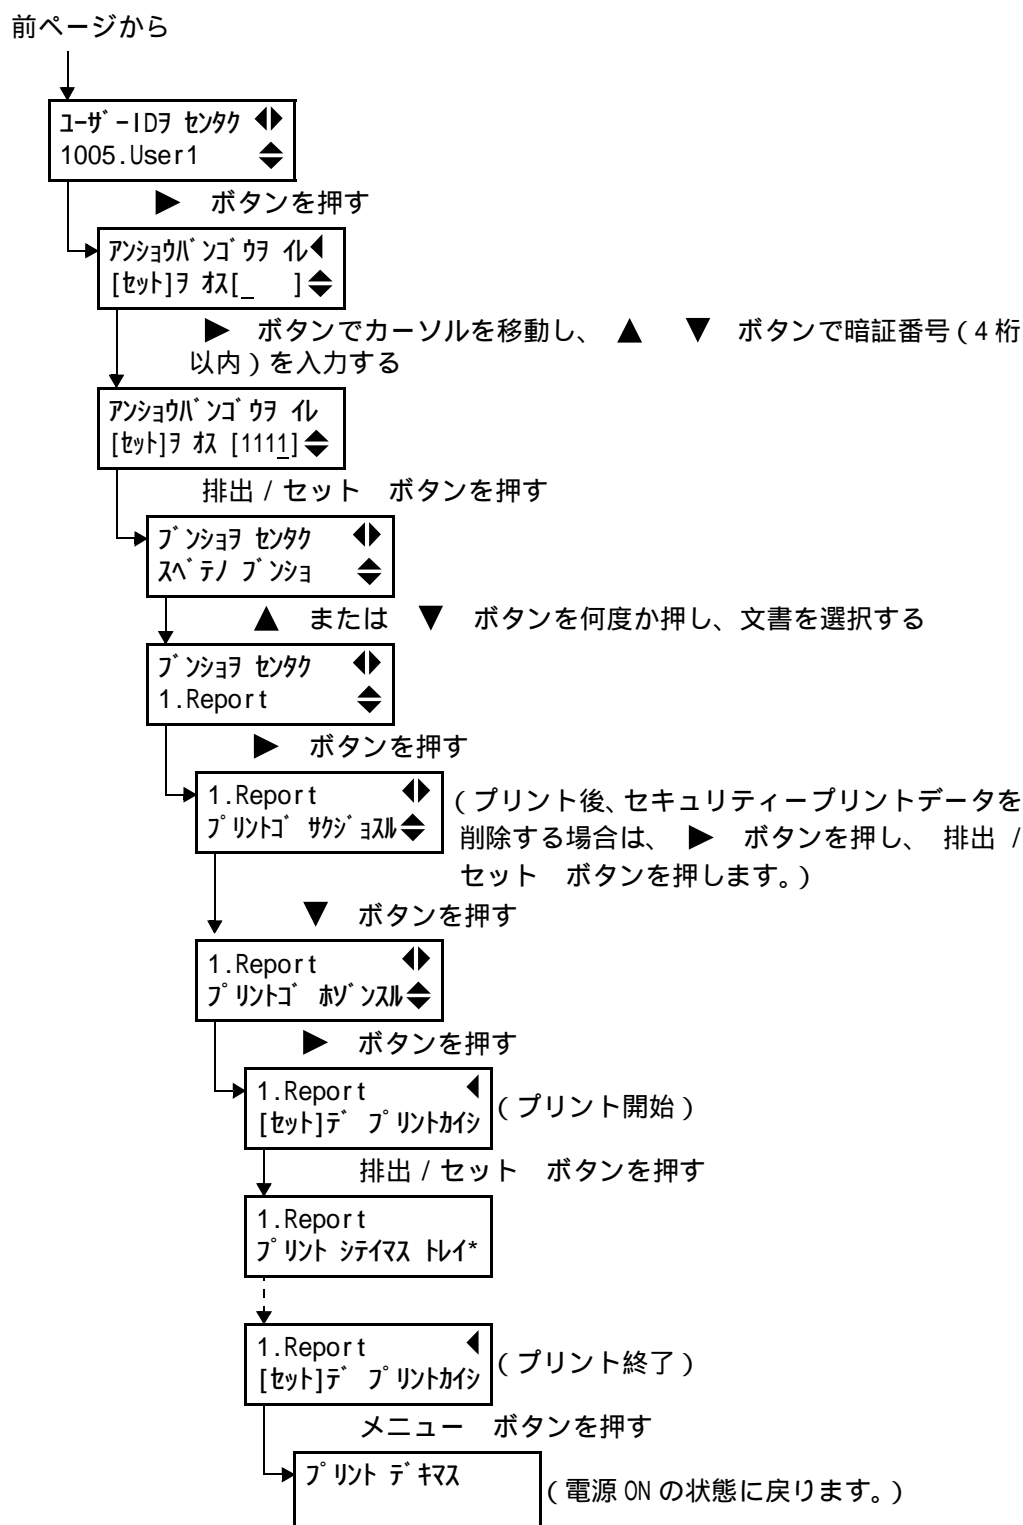 前ページから
ﾕｰｻﾞｰIDｦ ｾﾝﾀｸ ◀▶
1005.User1 ▲▼
▶ ボタンを押す
ｱﾝｼｮｳﾊﾞﾝｺﾞｳｦ ｲﾚ◀
[ｾｯﾄ]ｦ ｵｽ[_ ]▲▼
▶ ボタンでカーソルを移動し、 ▲ ▼ ボタンで暗証番号(4桁
以内)を入力する
ｱﾝｼｮｳﾊﾞﾝｺﾞｳｦ ｲﾚ
[ｾｯﾄ]ｦ ｵｽ [1111]▲▼
排出/セット ボタンを押す
ﾌﾞﾝｼｮｦ ｾﾝﾀｸ ◀▶
ｽﾍﾞﾃﾉ ﾌﾞﾝｼｮ ▲▼
▲ または ▼ ボタンを何度か押し、文書を選択する
ﾌﾞﾝｼｮｦ ｾﾝﾀｸ ◀▶
1.Report ▲▼
▶ ボタンを押す
1.Report ◀▶
ﾌﾟﾘﾝﾄｺﾞ ｻｸｼﾞｮｽﾙ▲▼
(プリント後、セキュリティープリントデータを
削除する場合は、 ▶ ボタンを押し、 排出/
セット ボタンを押します。)
▼ ボタンを押す
1.Report ◀▶
ﾌﾟﾘﾝﾄｺﾞ ﾎｿﾞﾝｽﾙ▲▼
▶ ボタンを押す
1.Report ◀
[ｾｯﾄ]ﾃﾞ ﾌﾟﾘﾝﾄｶｲｼ
(プリント開始)
排出/セット ボタンを押す
1.Report
ﾌﾟﾘﾝﾄ ｼﾃｲﾏｽ ﾄﾚｲ*
1.Report ◀
[ｾｯﾄ]ﾃﾞ ﾌﾟﾘﾝﾄｶｲｼ
(プリント終了)
メニュー ボタンを押す
ﾌﾟﾘﾝﾄ ﾃﾞｷﾏｽ
(電源ONの状態に戻ります。)